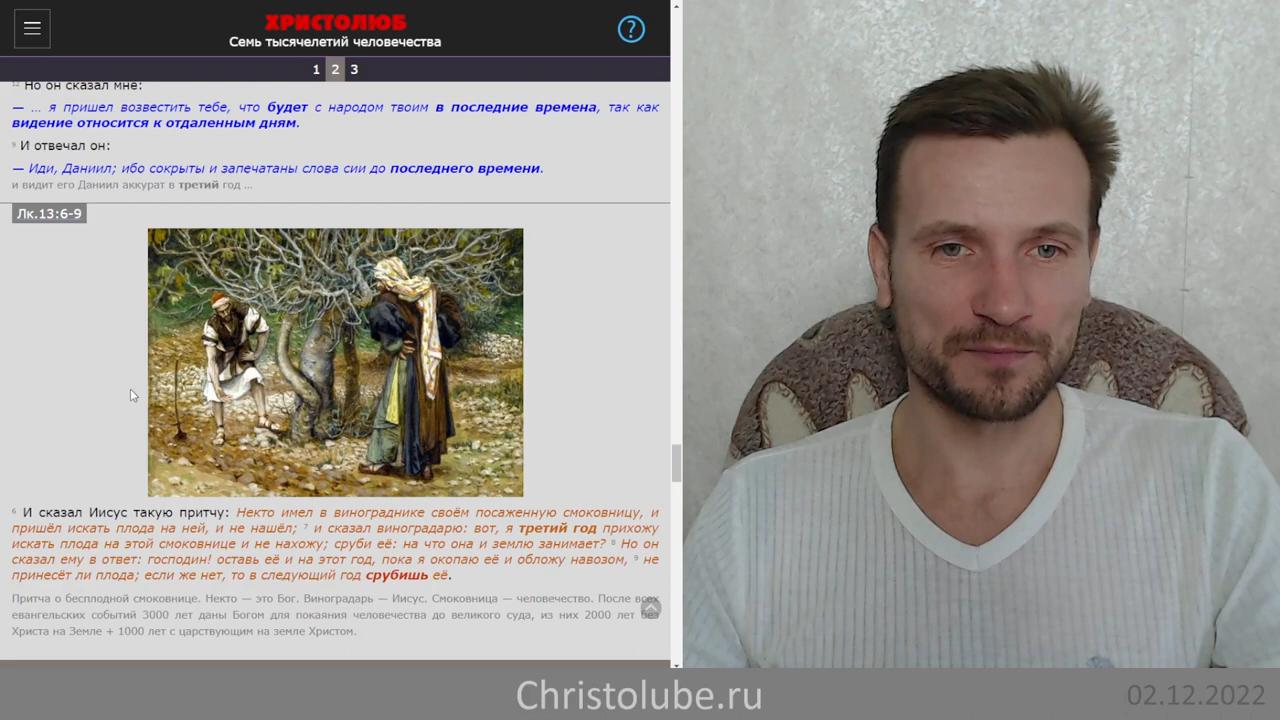 ХРИСТОЛЮБ
Семь тысячелетий человечества
1 2 3
Но он сказал мне:
— ... я пришел возвестить тебе, что будет с народом твоим в последние времена, так как
видение относится к отдаленным дням.
⁹ И отвечал он:
— Иди, Даниил; ибо сокрыты и запечатаны слова сии до последнего времени.
и видит его Даниил аккурат в третий год ...
Лк.13:6-9
⁶ И сказал Иисус такую притчу: Некто имел в винограднике своём посаженную смоковницу, и
пришёл искать плода на ней, и не нашёл; ⁷ и сказал виноградарю: вот, я третий год прихожу
искать плода на этой смоковнице и не нахожу; сруби её: на что она и землю занимает? ⁸ Но он
сказал ему в ответ: господин! оставь её и на этот год, пока я окопаю её и обложу навозом, ⁹ не
принесёт ли плода; если же нет, то в следующий год срубишь её.
Притча о бесплодной смоковнице. Некто — это Бог. Виноградарь — Иисус. Смоковница — человечество. После всех
евангельских событий 3000 лет даны Богом для покаяния человечества до великого суда, из них 2000 лет без
Христа на Земле + 1000 лет с царствующим на земле Христом.
Christolube.ru
02.12.2022